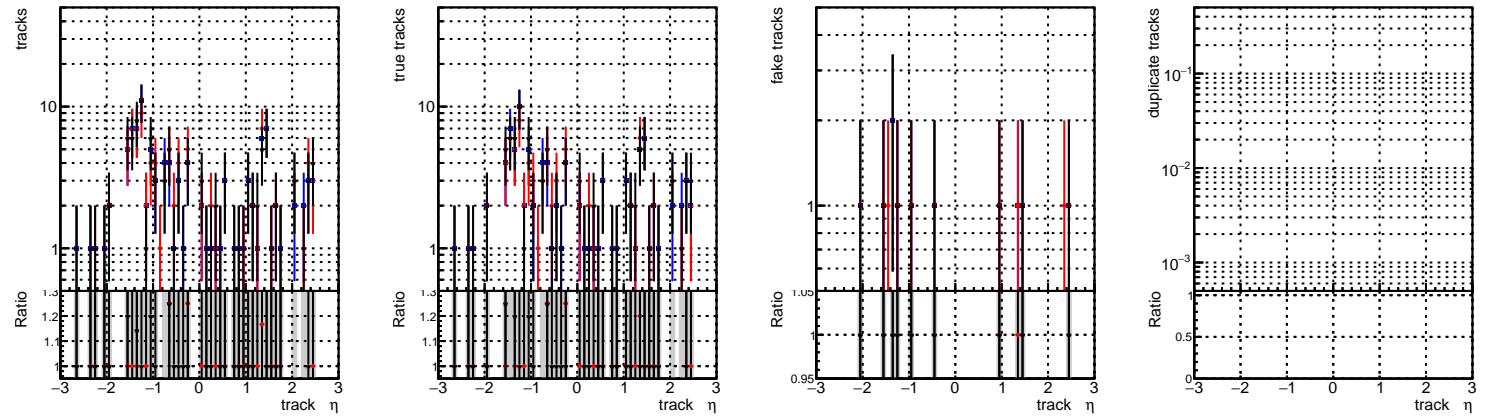 tracks
10
1
Ratio
1.3
1.2
1.1
1
−3 −2 −1 0 1 2 3
track η
true tracks
10
1
Ratio
1.3
1.2
1.1
1
−3 −2 −1 0 1 2 3
track η
fake tracks
1
Ratio
1.05
1
0.95
−3 −2 −1 0 1 2 3
track η
duplicate tracks
10−1
10−2
10−3
Ratio
1
0.5
0
−3 −2 −1 0 1 2 3
track η